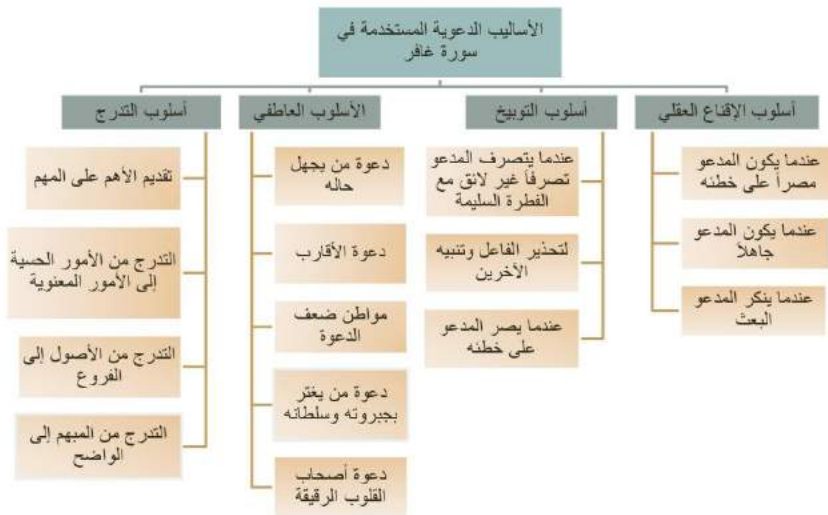 الأساليب الدعوية المستخدمة في
سورة غافر
أسلوب الإقناع العقلي
عندما يكون المدعو
مصراً على خطئه
عندما يكون المدعو
جاهلاً
عندما ينكر المدعو
البعث
أسلوب التوبيخ
عندما يتصرف المدعو
تصرفاً غير لائق مع
الفطرة السليمة
لتحذير الفاعل وتنبيه
الأخرين
عندما يصر المدعو
على خطئه
الأسلوب العاطفي
دعوة من يجهل
حاله
دعوة الأقارب
مواطن ضعف
الدعوة
دعوة من يغتر
بجبروته وسلطانه
دعوة أصحاب
القلوب الرقيقة
أسلوب التدرج
تقديم الأهم على المهم
التدرج من الأمور الحسية
إلى الأمور المعنوية
التدرج من الأصول إلى
الفروع
التدرج من المبهم إلى
الواضح